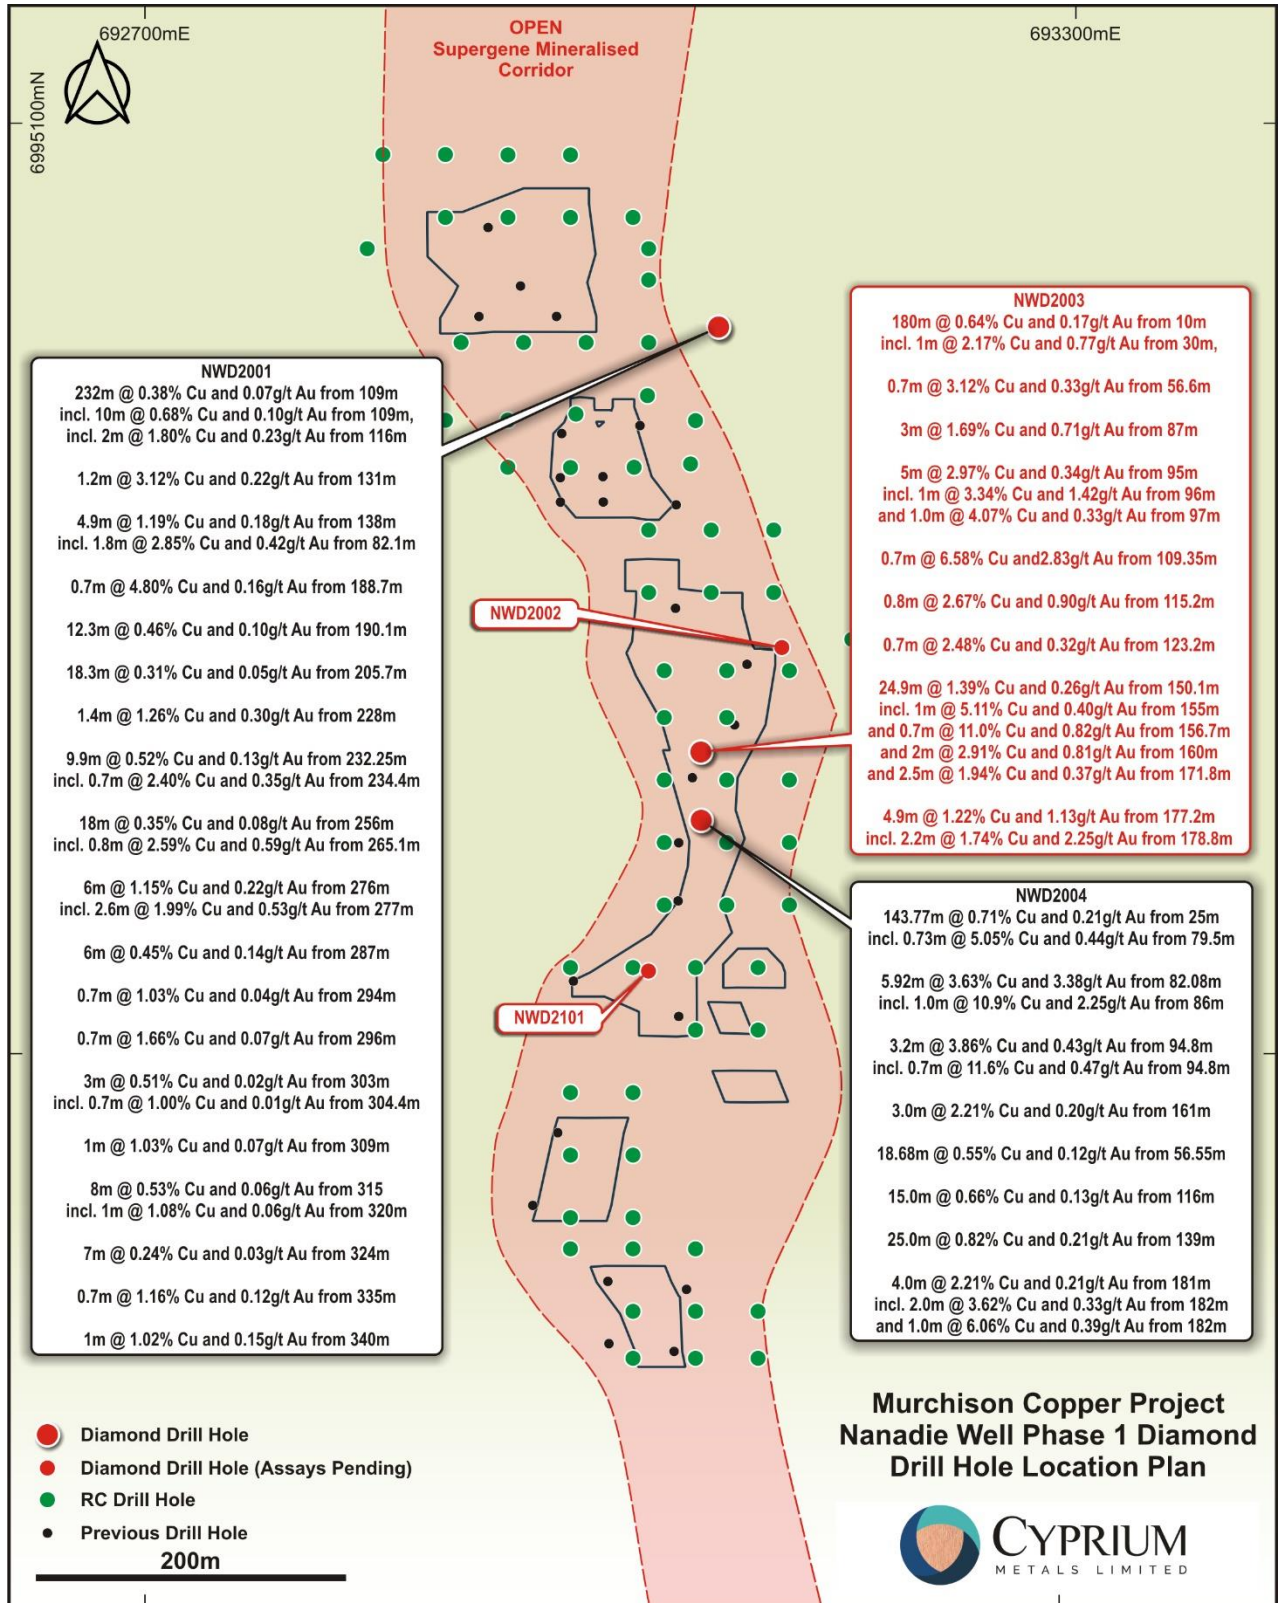 692700mE
693300mE
6995100mN
OPEN
Supergene Mineralised
Corridor
NWD2001
232m @ 0.38% Cu and 0.07g/t Au from 109m
incl. 10m @ 0.68% Cu and 0.10g/t Au from 109m,
incl. 2m @ 1.80% Cu and 0.23g/t Au from 116m
1.2m @ 3.12% Cu and 0.22g/t Au from 131m
4.9m @ 1.19% Cu and 0.18g/t Au from 138m
incl. 1.8m @ 2.85% Cu and 0.42g/t Au from 82.1m
0.7m @ 4.80% Cu and 0.16g/t Au from 188.7m
12.3m @ 0.46% Cu and 0.10g/t Au from 190.1m
18.3m @ 0.31% Cu and 0.05g/t Au from 205.7m
1.4m @ 1.26% Cu and 0.30g/t Au from 228m
9.9m @ 0.52% Cu and 0.13g/t Au from 232.25m
incl. 0.7m @ 2.40% Cu and 0.35g/t Au from 234.4m
18m @ 0.35% Cu and 0.08g/t Au from 256m
incl. 0.8m @ 2.59% Cu and 0.59g/t Au from 265.1m
6m @ 1.15% Cu and 0.22g/t Au from 276m
incl. 2.6m @ 1.99% Cu and 0.53g/t Au from 277m
6m @ 0.45% Cu and 0.14g/t Au from 287m
0.7m @ 1.03% Cu and 0.04g/t Au from 294m
0.7m @ 1.66% Cu and 0.07g/t Au from 296m
3m @ 0.51% Cu and 0.02g/t Au from 303m
incl. 0.7m @ 1.00% Cu and 0.01g/t Au from 304.4m
1m @ 1.03% Cu and 0.07g/t Au from 309m
8m @ 0.53% Cu and 0.06g/t Au from 315
incl. 1m @ 1.08% Cu and 0.06g/t Au from 320m
7m @ 0.24% Cu and 0.03g/t Au from 324m
0.7m @ 1.16% Cu and 0.12g/t Au from 335m
1m @ 1.02% Cu and 0.15g/t Au from 340m
NWD2002
NWD2101
NWD2003
180m @ 0.64% Cu and 0.17g/t Au from 10m
incl. 1m @ 2.17% Cu and 0.77g/t Au from 30m,
0.7m @ 3.12% Cu and 0.33g/t Au from 56.6m
3m @ 1.69% Cu and 0.71g/t Au from 87m
5m @ 2.97% Cu and 0.34g/t Au from 95m
incl. 1m @ 3.34% Cu and 1.42g/t Au from 96m
and 1.0m @ 4.07% Cu and 0.33g/t Au from 97m
0.7m @ 6.58% Cu and2.83g/t Au from 109.35m
0.8m @ 2.67% Cu and 0.90g/t Au from 115.2m
0.7m @ 2.48% Cu and 0.32g/t Au from 123.2m
24.9m @ 1.39% Cu and 0.26g/t Au from 150.1m
incl. 1m @ 5.11% Cu and 0.40g/t Au from 155m
and 0.7m @ 11.0% Cu and 0.82g/t Au from 156.7m
and 2m @ 2.91% Cu and 0.81g/t Au from 160m
and 2.5m @ 1.94% Cu and 0.37g/t Au from 171.8m
4.9m @ 1.22% Cu and 1.13g/t Au from 177.2m
incl. 2.2m @ 1.74% Cu and 2.25g/t Au from 178.8m
NWD2004
143.77m @ 0.71% Cu and 0.21g/t Au from 25m
incl. 0.73m @ 5.05% Cu and 0.44g/t Au from 79.5m
5.92m @ 3.63% Cu and 3.38g/t Au from 82.08m
incl. 1.0m @ 10.9% Cu and 2.25g/t Au from 86m
3.2m @ 3.86% Cu and 0.43g/t Au from 94.8m
incl. 0.7m @ 11.6% Cu and 0.47g/t Au from 94.8m
3.0m @ 2.21% Cu and 0.20g/t Au from 161m
18.68m @ 0.55% Cu and 0.12g/t Au from 56.55m
15.0m @ 0.66% Cu and 0.13g/t Au from 116m
25.0m @ 0.82% Cu and 0.21g/t Au from 139m
4.0m @ 2.21% Cu and 0.21g/t Au from 181m
incl. 2.0m @ 3.62% Cu and 0.33g/t Au from 182m
and 1.0m @ 6.06% Cu and 0.39g/t Au from 182m
Diamond Drill Hole
Diamond Drill Hole (Assays Pending)
RC Drill Hole
Previous Drill Hole
200m
Murchison Copper Project
Nanadie Well Phase 1 Diamond
Drill Hole Location Plan
CYPRIUM
METALS LIMITED